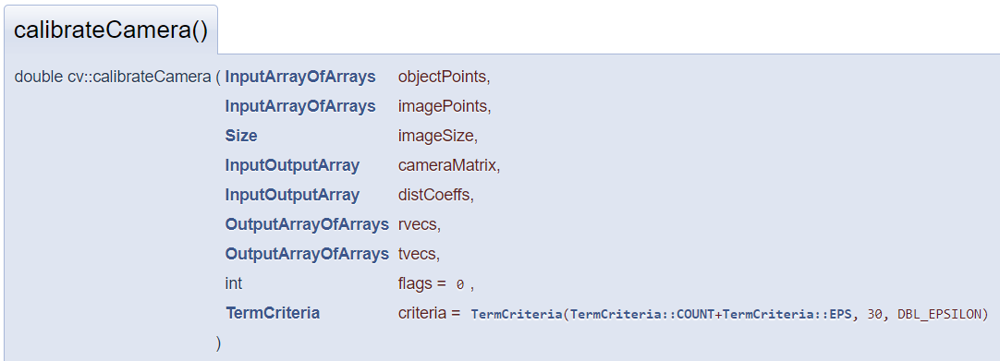 calibrateCamera()
double cv::calibrateCamera ( InputArrayOfArrays objectPoints,
InputArrayOfArrays imagePoints,
Size imageSize,
InputOutputArray cameraMatrix,
InputOutputArray distCoeffs,
OutputArrayOfArrays rvecs,
OutputArrayOfArrays tvecs,
int flags = 0 ,
TermCriteria criteria = TermCriteria(TermCriteria::COUNT+TermCriteria::EPS, 30, DBL_EPSILON)
)